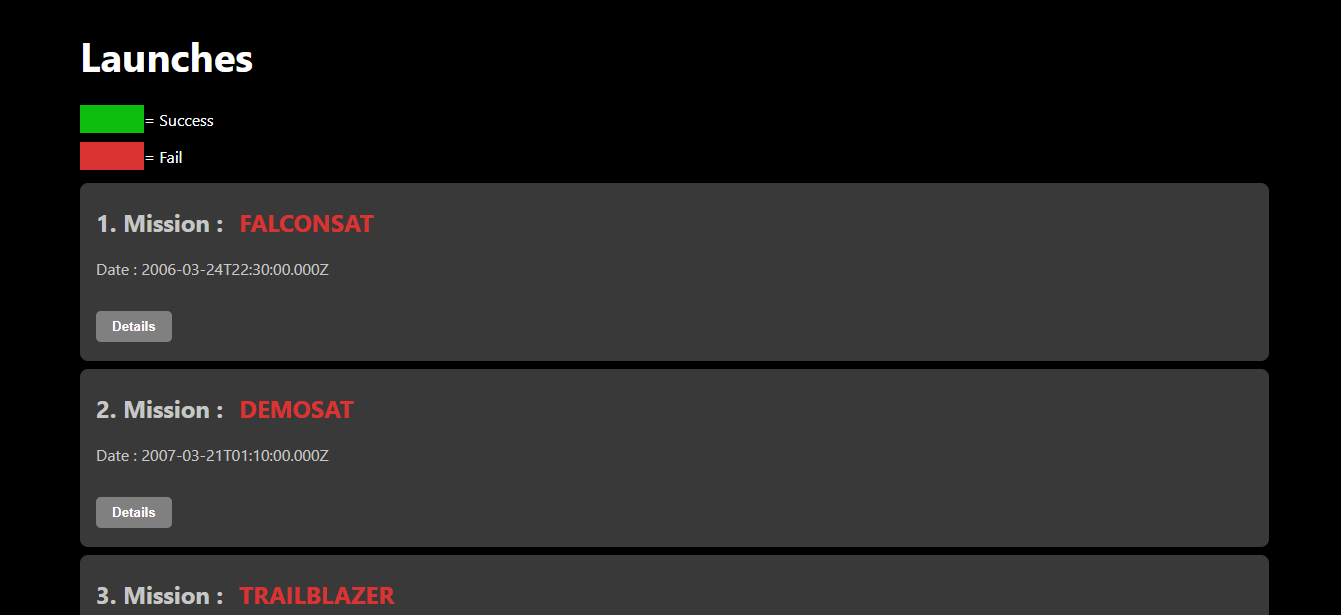 Launches
= Success
= Fail
1. Mission : FALCONSAT
Date : 2006-03-24T22:30:00.000Z
Details
2. Mission : DEMOSAT
Date : 2007-03-21T01:10:00.000Z
Details
3. Mission : TRAILBLAZER